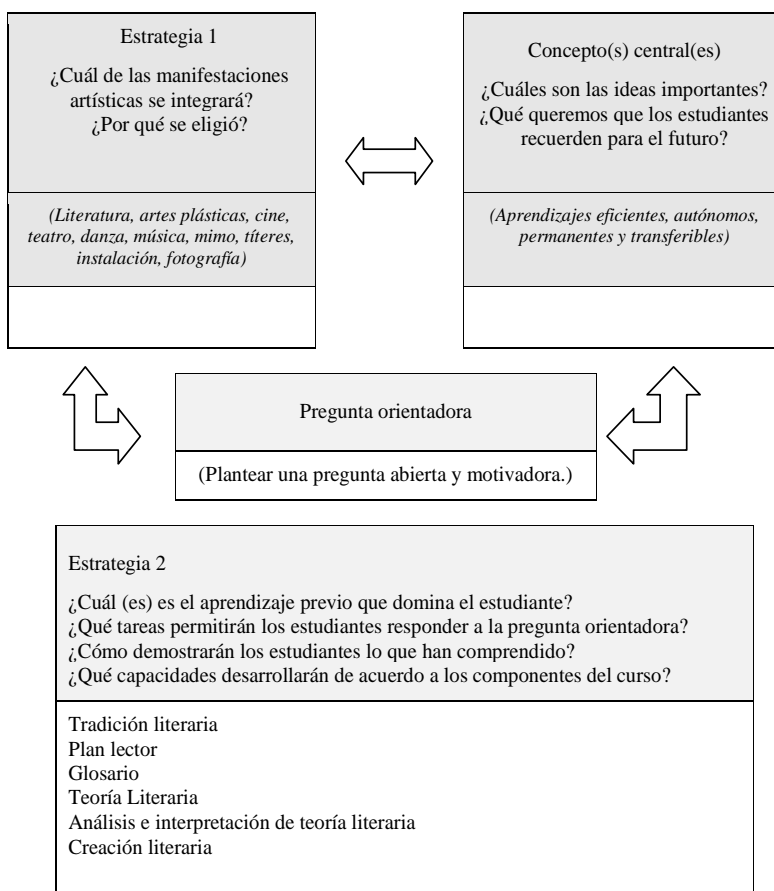 Estrategia 1
¿Cuál de las manifestaciones
artísticas se integrará?
¿Por qué se eligió?
(Literatura, artes plásticas, cine,
teatro, danza, música, mimo, títeres,
instalación, fotografía)
Concepto(s) central(es)
¿Cuáles son las ideas importantes?
¿Qué queremos que los estudiantes
recuerden para el futuro?
(Aprendizajes eficientes, autónomos,
permanentes y transferibles)
Pregunta orientadora
(Plantear una pregunta abierta y motivadora.)
Estrategia 2
¿Cuál (es) es el aprendizaje previo que domina el estudiante?
¿Qué tareas permitirán los estudiantes responder a la pregunta orientadora?
¿Cómo demostrarán los estudiantes lo que han comprendido?
¿Qué capacidades desarrollarán de acuerdo a los componentes del curso?
Tradición literaria
Plan lector
Glosario
Teoría Literaria
Análisis e interpretación de teoría literaria
Creación literaria